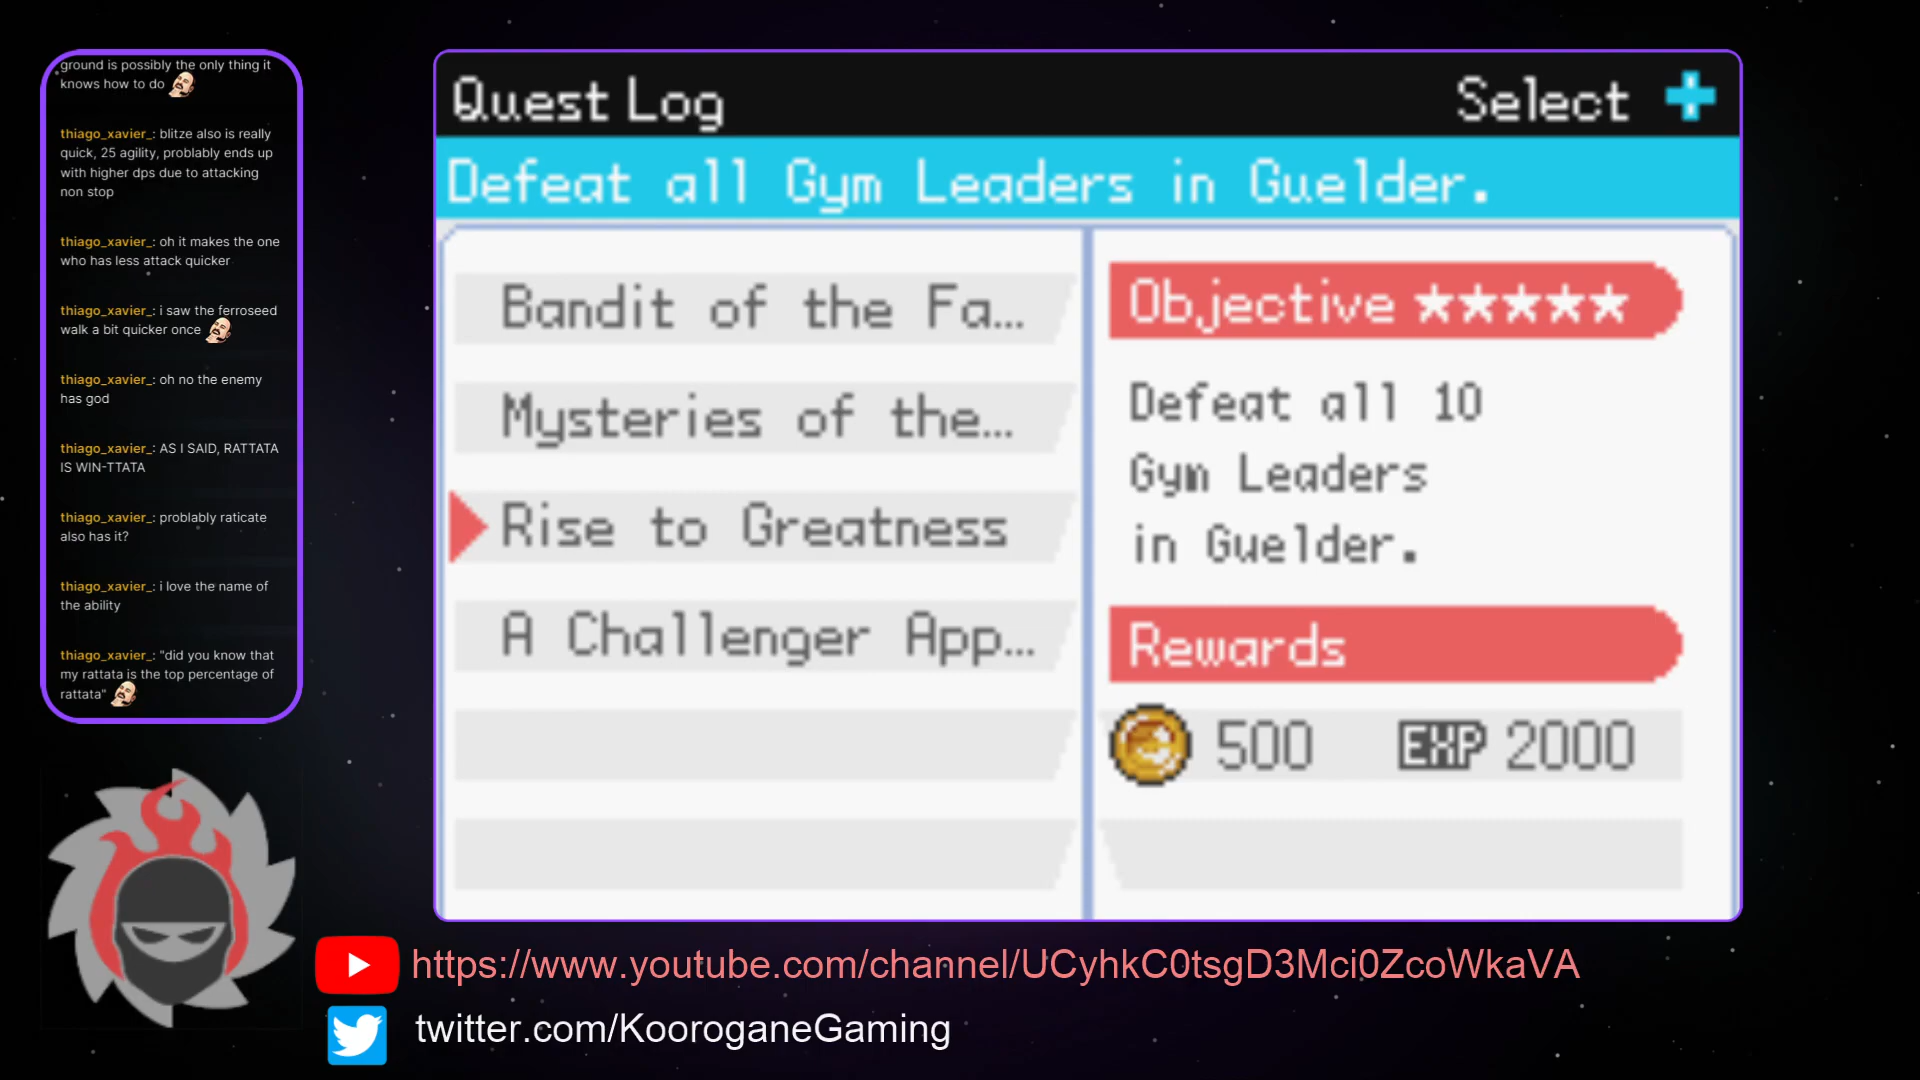 ground is possibly the only thing it
knows how to do
thiago_xavier_: blitze also is really
quick, 25 agility, problably ends up
with higher dps due to attacking
non stop
thiago_xavier_: oh it makes the one
who has less attack quicker
thiago_xavier_: i saw the ferroseed
walk a bit quicker once
thiago_xavier_: oh no the enemy
has god
thiago_xavier_: AS I SAID, RATTATA
IS WIN-TTATA
thiago_xavier_: problably raticate
also has it?
thiago_xavier_: i love the name of
the ability
thiago_xavier_: "did you know that
my rattata is the top percentage of
rattata"
Quest Log
Select
Defeat all Gym Leaders in Guelder.
Bandit of the Fa...
Mysteries of the...
Rise to Greatness
A Challenger App...
Objective ★★★★★
Defeat all 10
Gym Leaders
in Guelder.
Rewards
500 EXP 2000
https://www.youtube.com/channel/UCyhkC0tsgD3Mci0ZcoWkaVA
twitter.com/KooroganeGaming